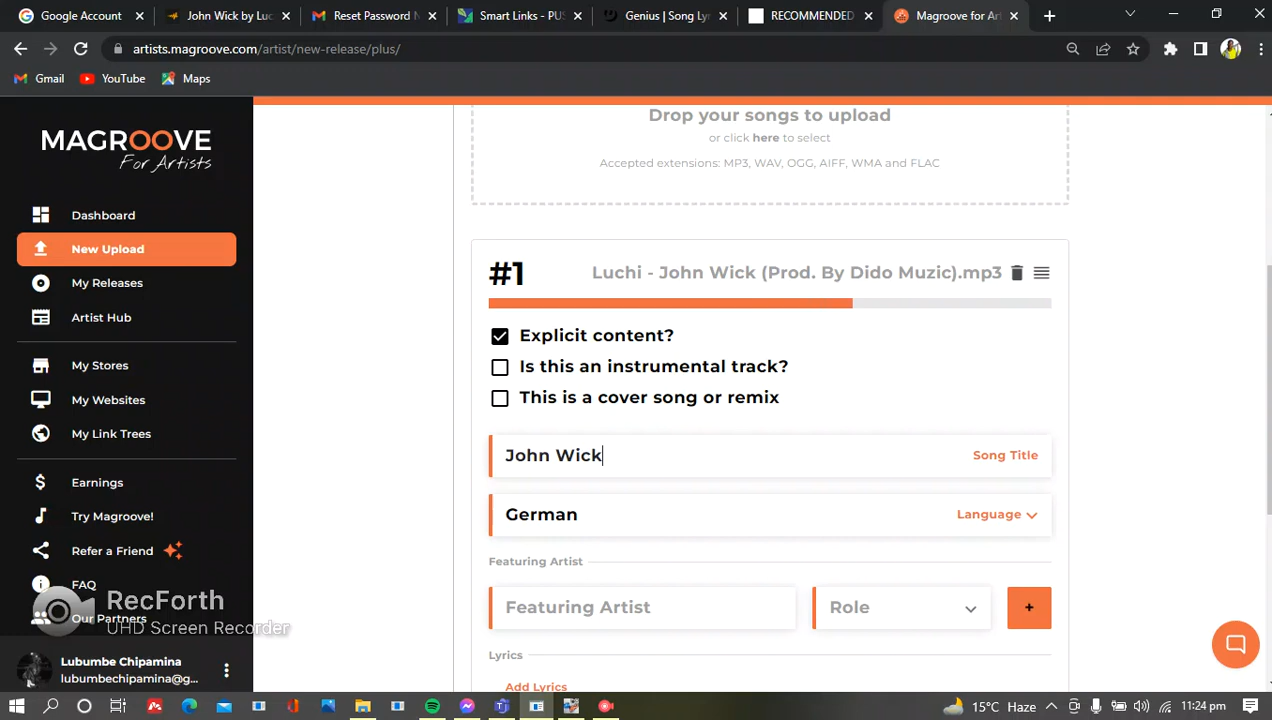 Google Account
John Wick by Luc
Reset Password N
Smart Links - PUS
Genius | Song Lyr
RECOMMENDED
Magroove for Art
artists.magroove.com/artist/new-release/plus/
Gmail
YouTube
Maps
MAGROOVE
For Artists
Dashboard
New Upload
My Releases
Artist Hub
My Stores
My Websites
My Link Trees
Earnings
Try Magroove!
Refer a Friend
FAQ
Our Partners
RecForth
UHD Screen Recorder
Lubumbe Chipamina
lubumbechipamina@g...
Drop your songs to upload
or click here to select
Accepted extensions: MP3, WAV, OGG, AIFF, WMA and FLAC
#1
Luchi - John Wick (Prod. By Dido Muzic).mp3
Explicit content?
Is this an instrumental track?
This is a cover song or remix
John Wick
Song Title
German
Language
Featuring Artist
Featuring Artist
Role
+
Lyrics
Add Lyrics
15°C Haze
11:24 pm